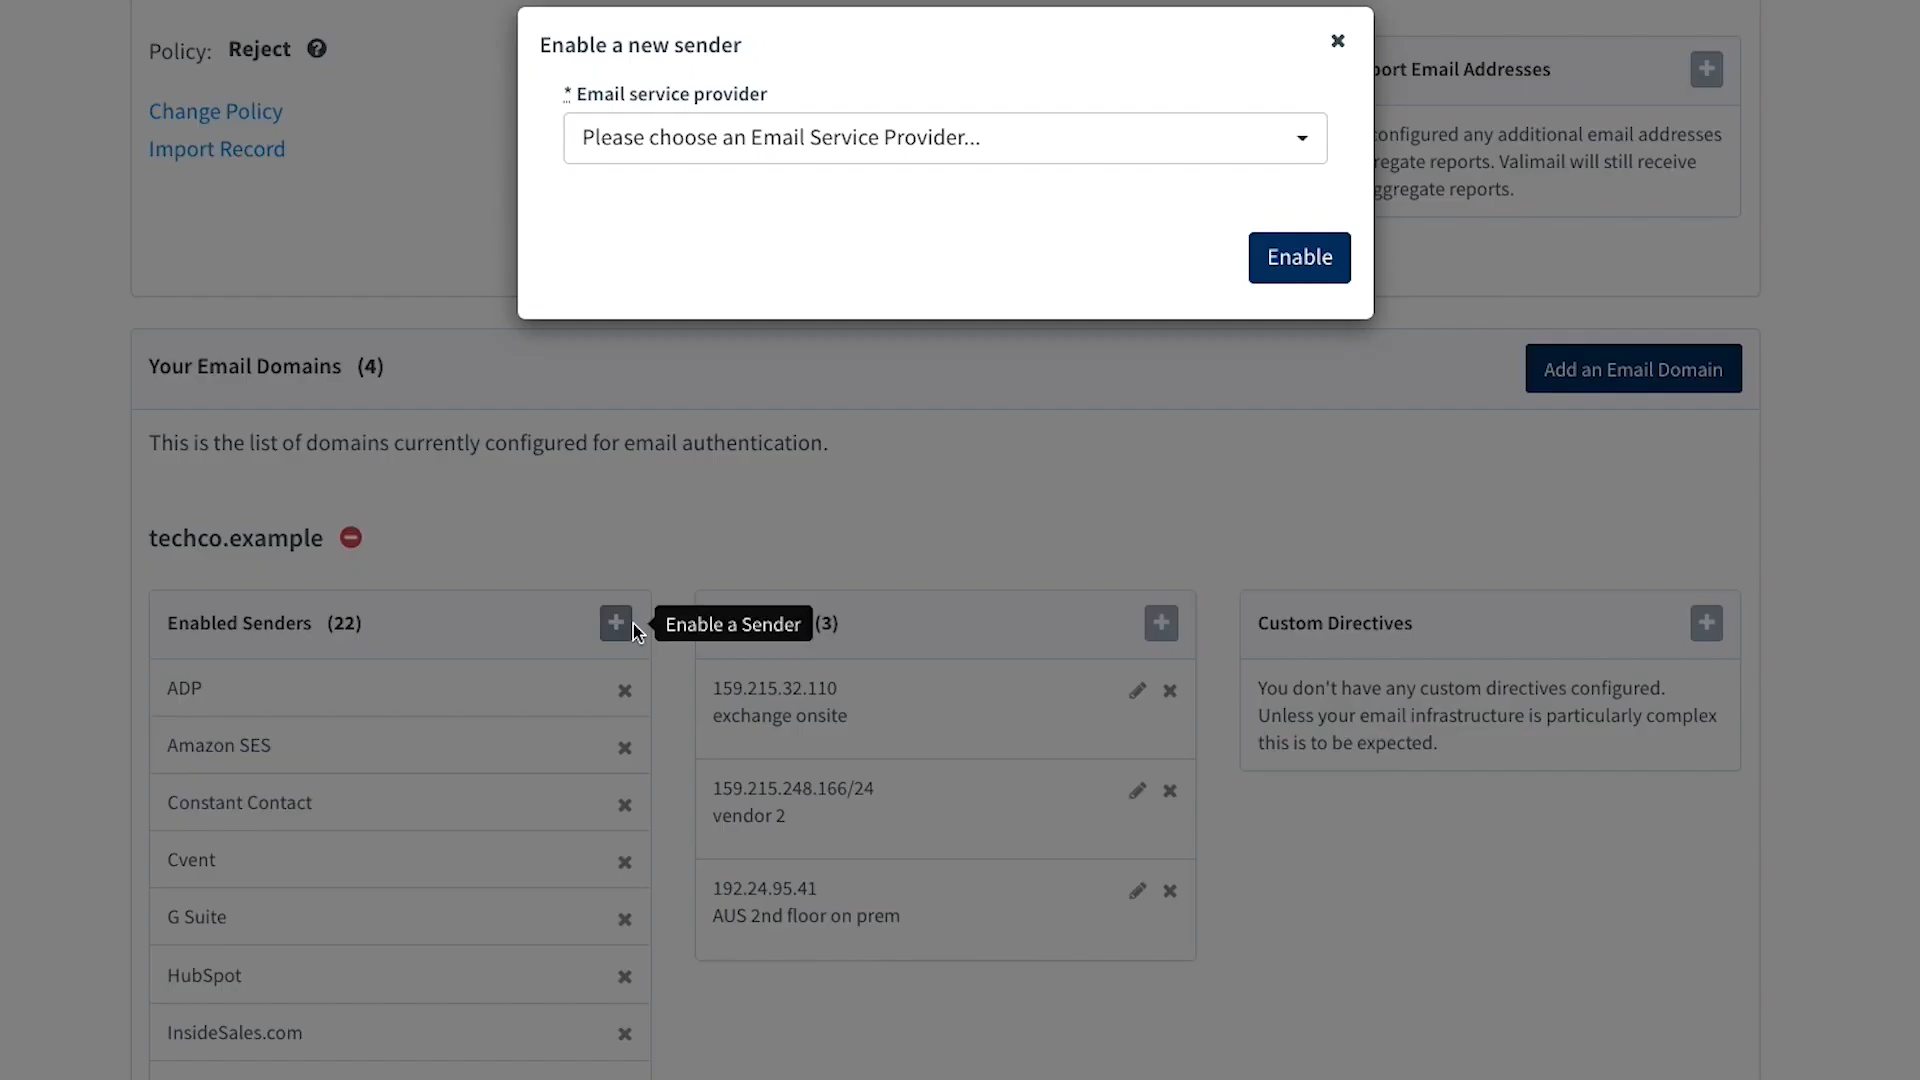 Policy: Reject
Change Policy
Import Record
Enable a new sender
* Email service provider
Please choose an Email Service Provider...
Enable
Email Addresses
configured any additional email addresses
reports. Valimail will still receive
reports.
Your Email Domains (4)
Add an Email Domain
This is the list of domains currently configured for email authentication.
techco.example
Enabled Senders (22)
ADP
Amazon SES
Constant Contact
Cvent
G Suite
HubSpot
InsideSales.com
Enable a Sender
(3)
159.215.32.110
exchange onsite
159.215.248.166/24
vendor 2
192.24.95.41
AUS 2nd floor on prem
Custom Directives
You don't have any custom directives configured.
Unless your email infrastructure is particularly complex
this is to be expected.